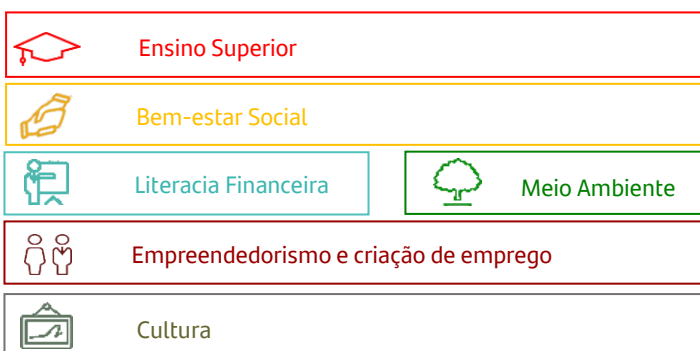 Ensino Superior
Bem-estar Social
Literacia Financeira
Meio Ambiente
Empreendedorismo e criação de emprego
Cultura